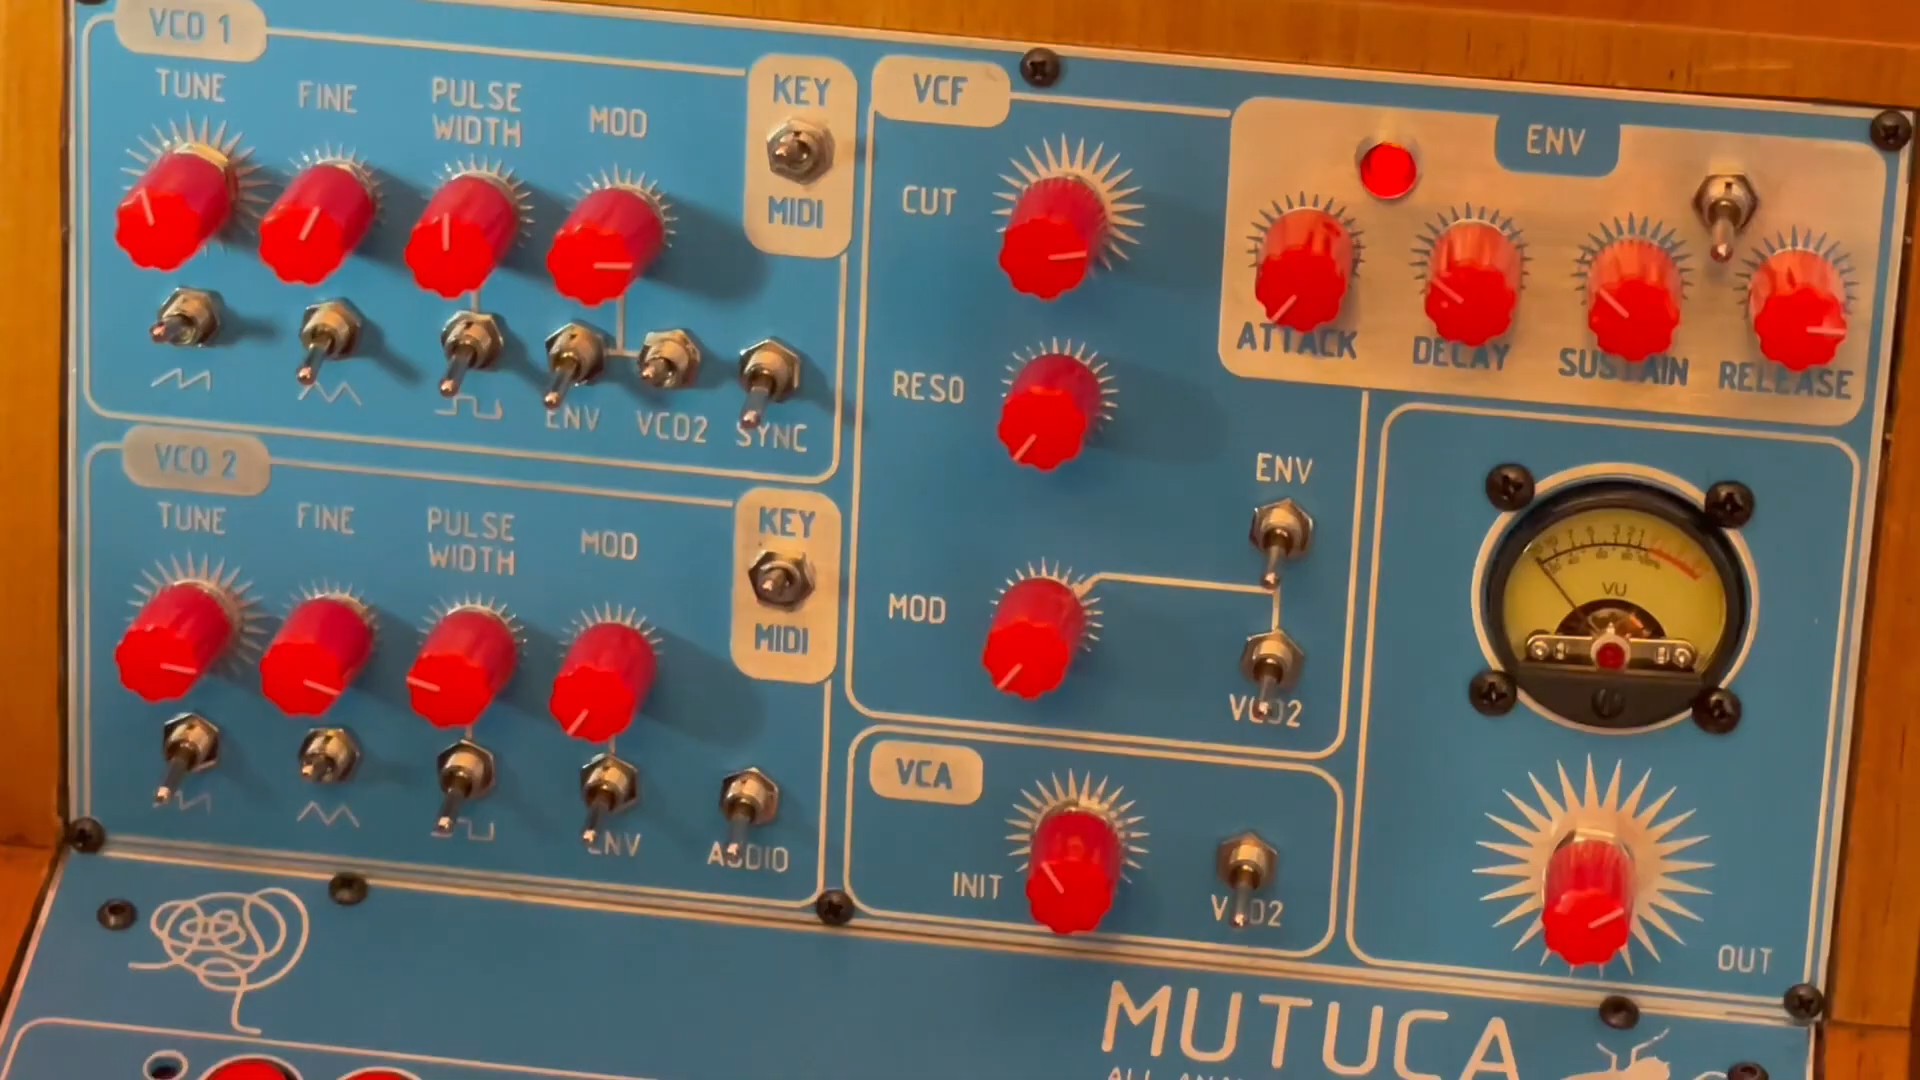 VCO 1
TUNE
FINE
PULSE
WIDTH
MOD
KEY
MIDI
ENV
VCO2
SYNC
VCO 2
TUNE
FINE
PULSE
WIDTH
MOD
KEY
MIDI
ENV
AUDIO
VCF
CUT
RESO
MOD
ENV
VCO2
ENV
ATTACK
DECAY
SUSTAIN
RELEASE
VU
VCA
INIT
VCO2
OUT
MUTUCA